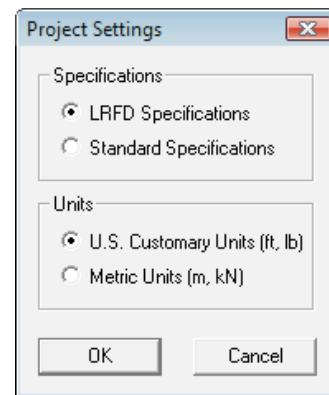 Project Settings
Specifications
LRFD Specifications
Standard Specifications
Units
U.S. Customary Units (ft, lb)
Metric Units (m, kN)
OK
Cancel